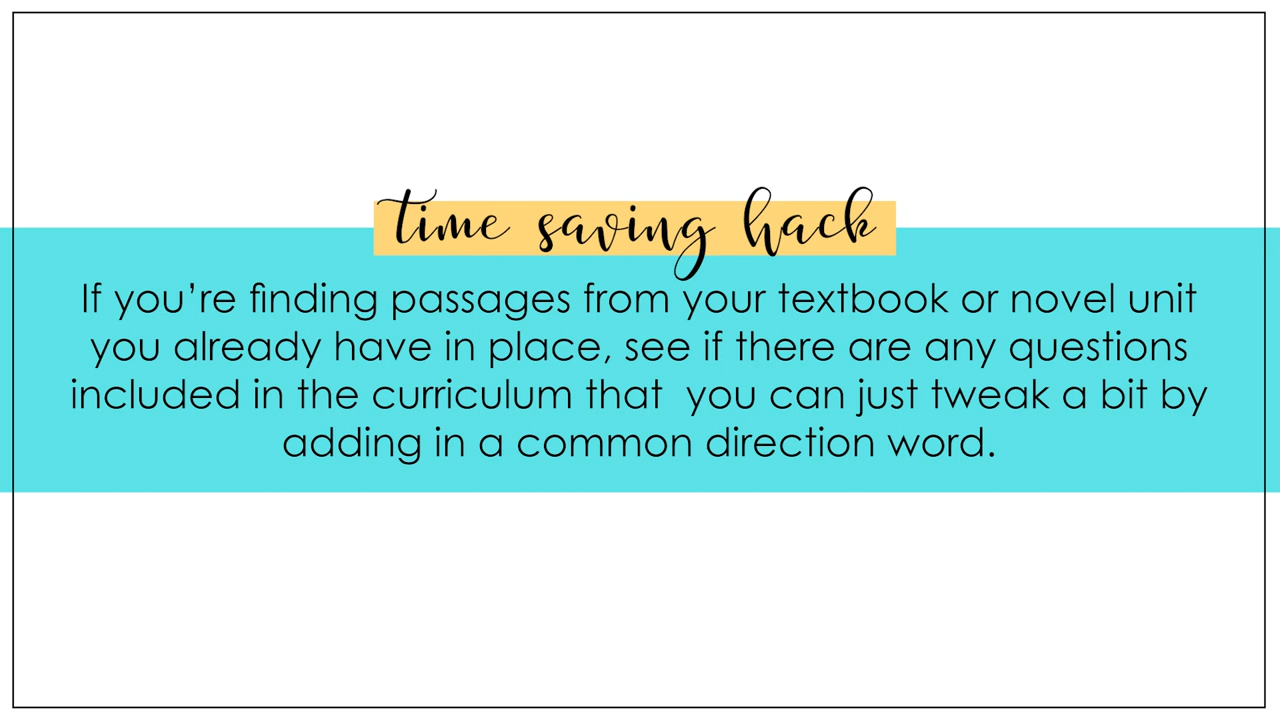 time saving hack
If you’re finding passages from your textbook or novel unit
you already have in place, see if there are any questions
included in the curriculum that  you can just tweak a bit by
adding in a common direction word.